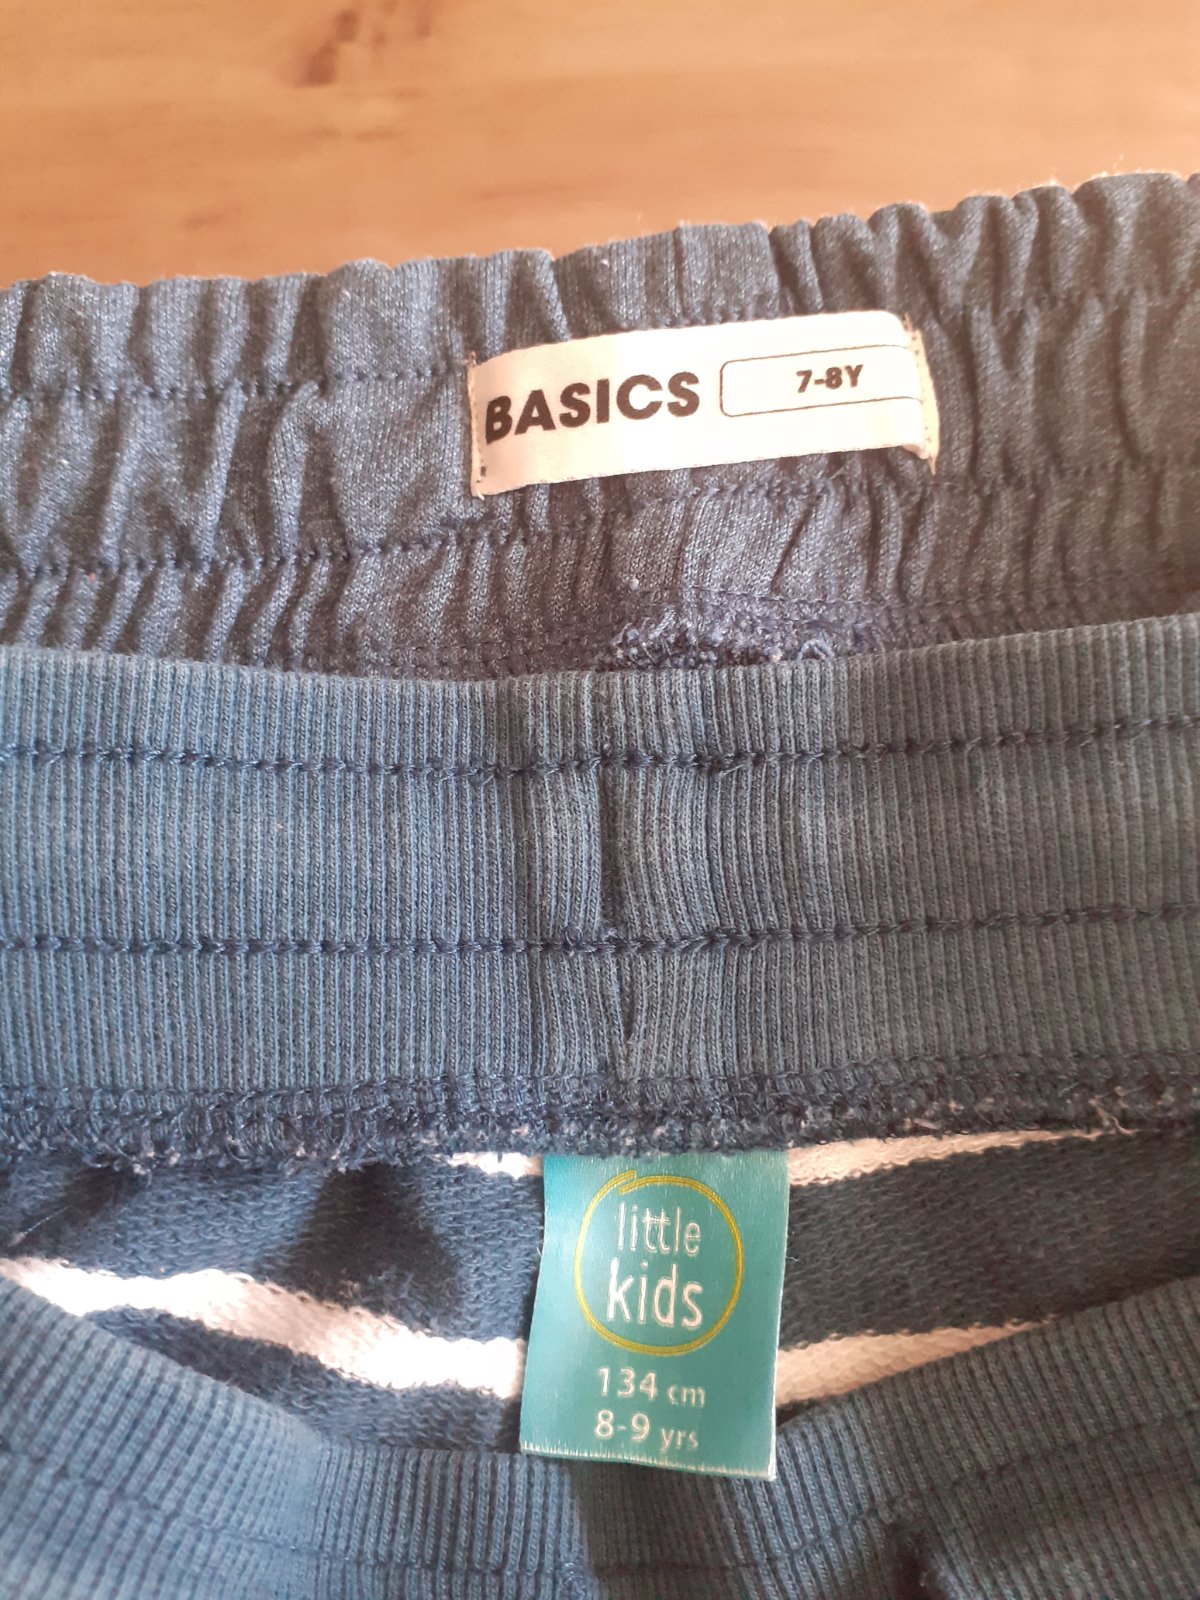 BASICS 7-8Y
little
kids
134 cm
8-9 yrs